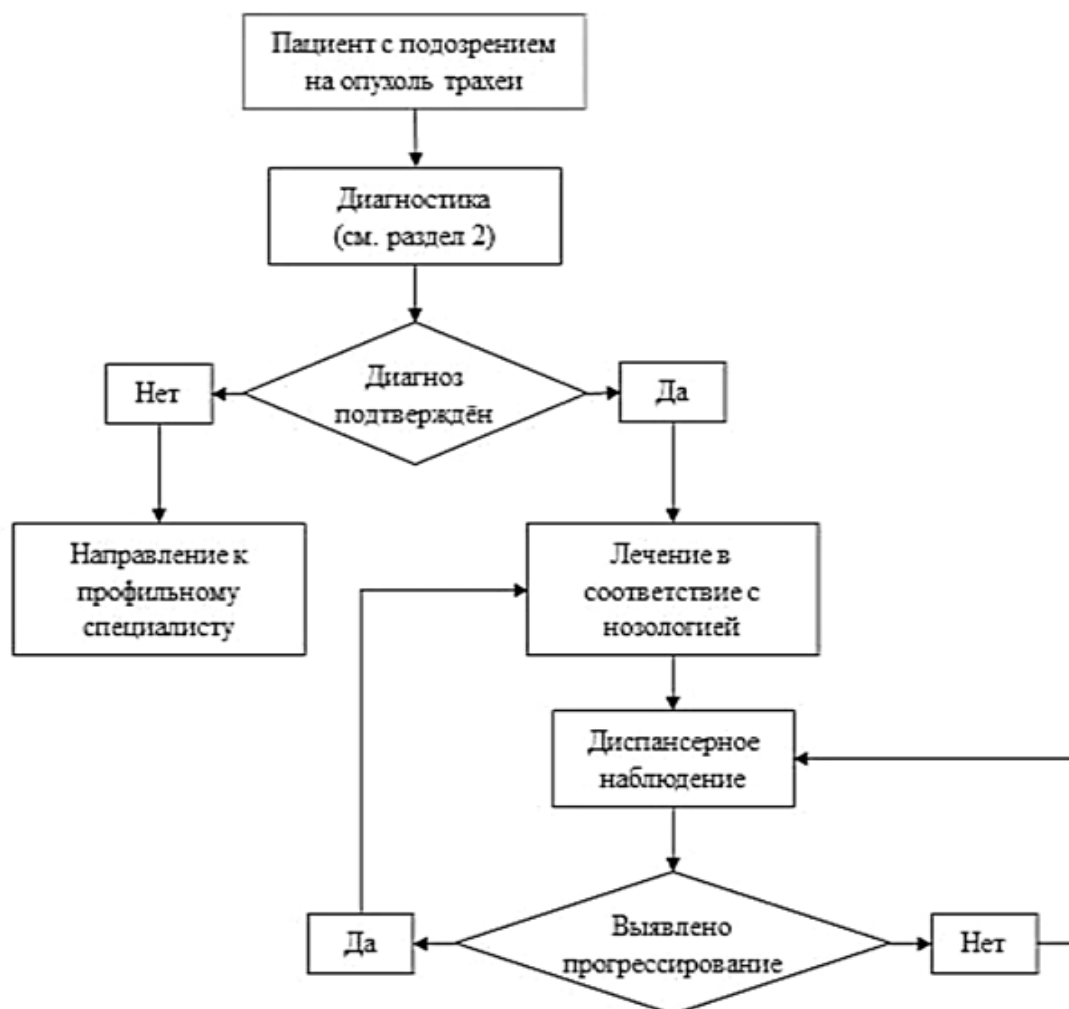 Пациент с подозрением
на опухоль трахеи
Диагностика
(см. раздел 2)
Диагноз
подтверждён
Нет
Да
Направление к
профильному
специалисту
Лечение в
соответствие с
нозологией
Диспансерное
наблюдение
Выявлено
прогрессирование
Да
Нет